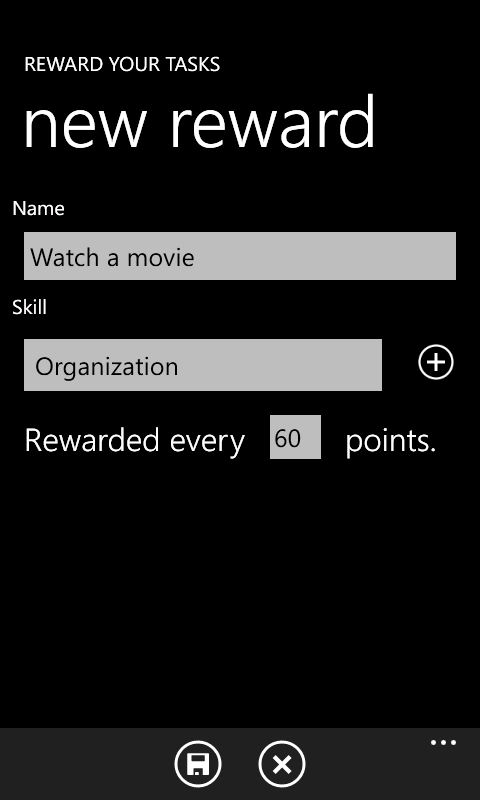 REWARD YOUR TASKS
new reward
Name
Watch a movie
Skill
Organization
Rewarded every 60 points.